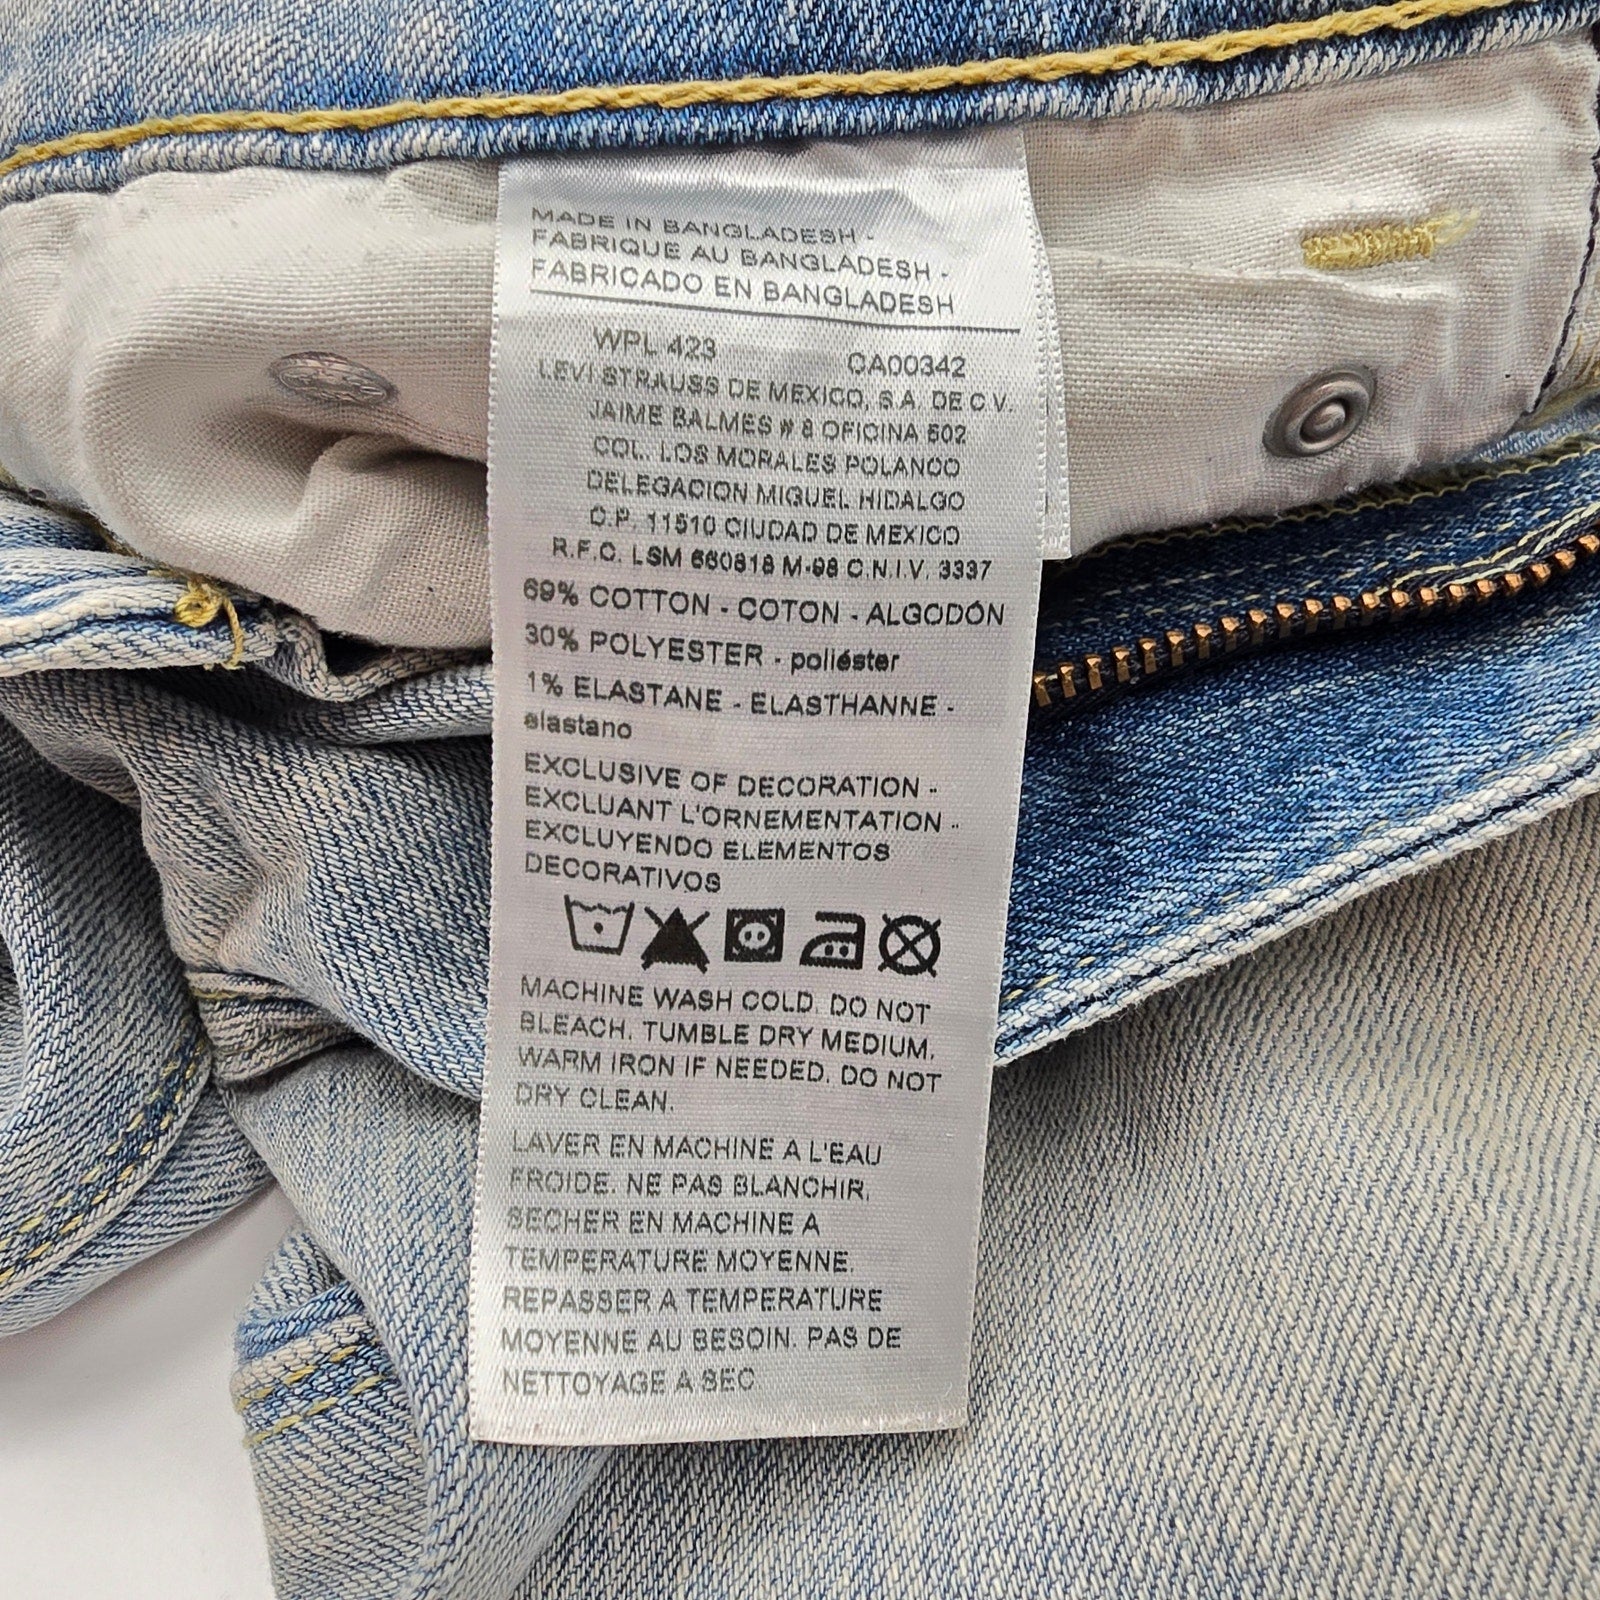 MADE IN BANGLADESH -
FABRIQUE AU BANGLADESH -
FABRICADO EN BANGLADESH
WPL 423 CA00342
LEVI STRAUSS DE MEXICO, S.A. DE C.V.
JAIME BALMES # 8 OFICINA 602
COL. LOS MORALES POLANCO
DELEGACION MIGUEL HIDALGO
C.P. 11510 CIUDAD DE MEXICO
R.F.C. LSM 660818 M-98 C.N.I.V. 3337
69% COTTON - COTON - ALGODÓN
30% POLYESTER - poliéster
1% ELASTANE - ELASTHANNE -
elastano
EXCLUSIVE OF DECORATION -
EXCLUANT L'ORNEMENTATION -
EXCLUYENDO ELEMENTOS
DECORATIVOS
MACHINE WASH COLD. DO NOT
BLEACH. TUMBLE DRY MEDIUM.
WARM IRON IF NEEDED. DO NOT
DRY CLEAN.
LAVER EN MACHINE A L'EAU
FROIDE. NE PAS BLANCHIR.
SECHER EN MACHINE A
TEMPERATURE MOYENNE.
REPASSER A TEMPERATURE
MOYENNE AU BESOIN. PAS DE
NETTOYAGE A SEC